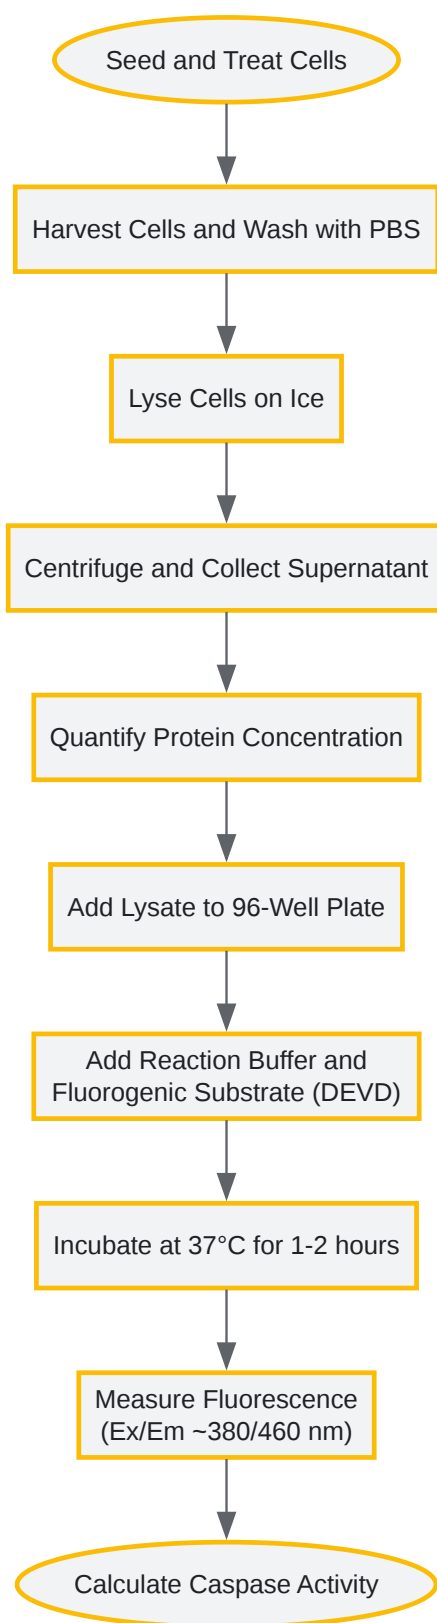 Seed and Treat Cells
Harvest Cells and Wash with PBS
Lyse Cells on Ice
Centrifuge and Collect Supernatant
Quantify Protein Concentration
Add Lysate to 96-Well Plate
Add Reaction Buffer and
Fluorogenic Substrate (DEVD)
Incubate at 37°C for 1-2 hours
Measure Fluorescence
(Ex/Em ~380/460 nm)
Calculate Caspase Activity